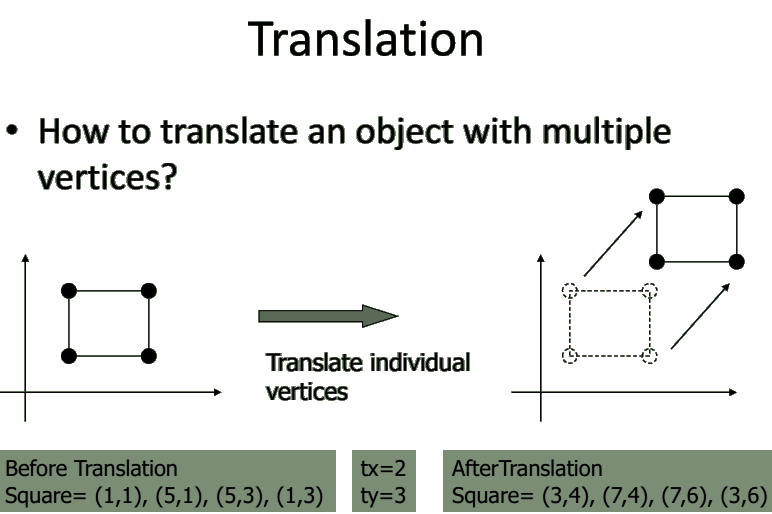 Translation
• How to translate an object with multiple
vertices?
Translate individual
vertices
Before Translation
Square= (1,1), (5,1), (5,3), (1,3)
tx=2
ty=3
AfterTranslation
Square= (3,4), (7,4), (7,6), (3,6)